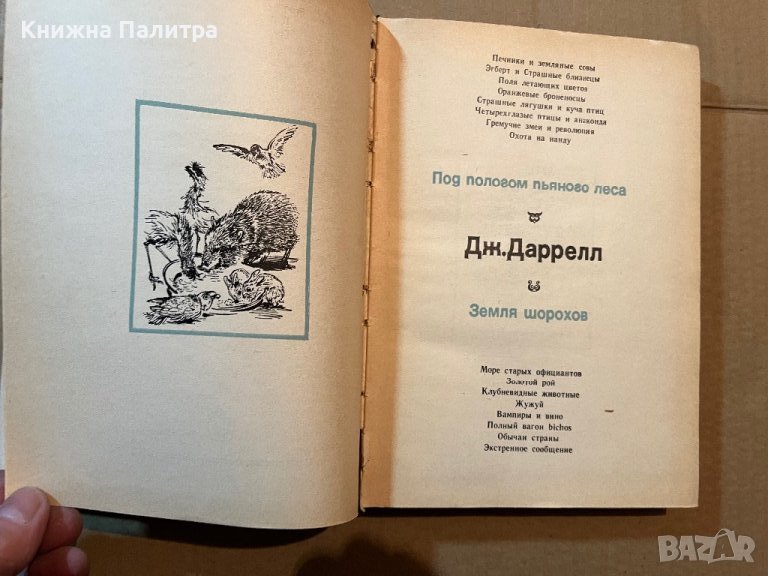 Книжна Палитра
Печники и земляные совы
Эгберт и Страшные близнецы
Поля летающих цветов
Оранжевые броненосцы
Страшные лягушки и куча птиц
Четырехглазые птицы и анаконда
Гремучие змеи и революция
Охота на нанду
Под пологом пьяного леса
Дж.Даррелл
Земля шорохов
Море старых официантов
Золотой рой
Клубневидные животные
Жужуй
Вампиры и вино
Полный вагон bichos
Обычаи страны
Экстренное сообщение
BAZAR